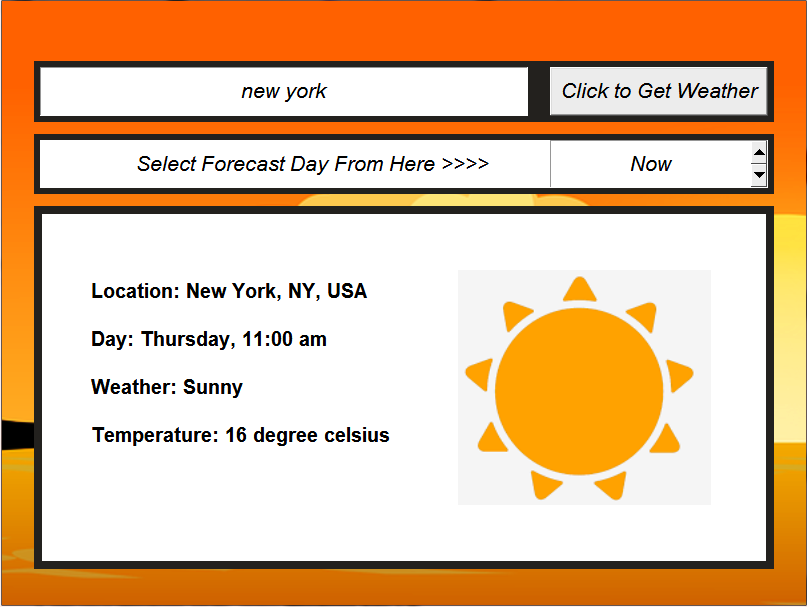 new york
Click to Get Weather
Select Forecast Day From Here >>>>
Now
Location: New York, NY, USA
Day: Thursday, 11:00 am
Weather: Sunny
Temperature: 16 degree celsius